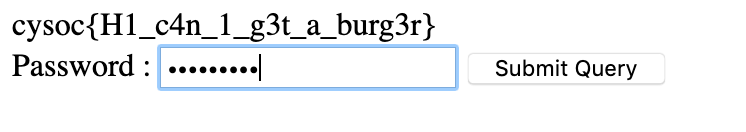 cysoc{H1_c4n_1_g3t_a_burg3r}
Password : ••••••••• Submit Query